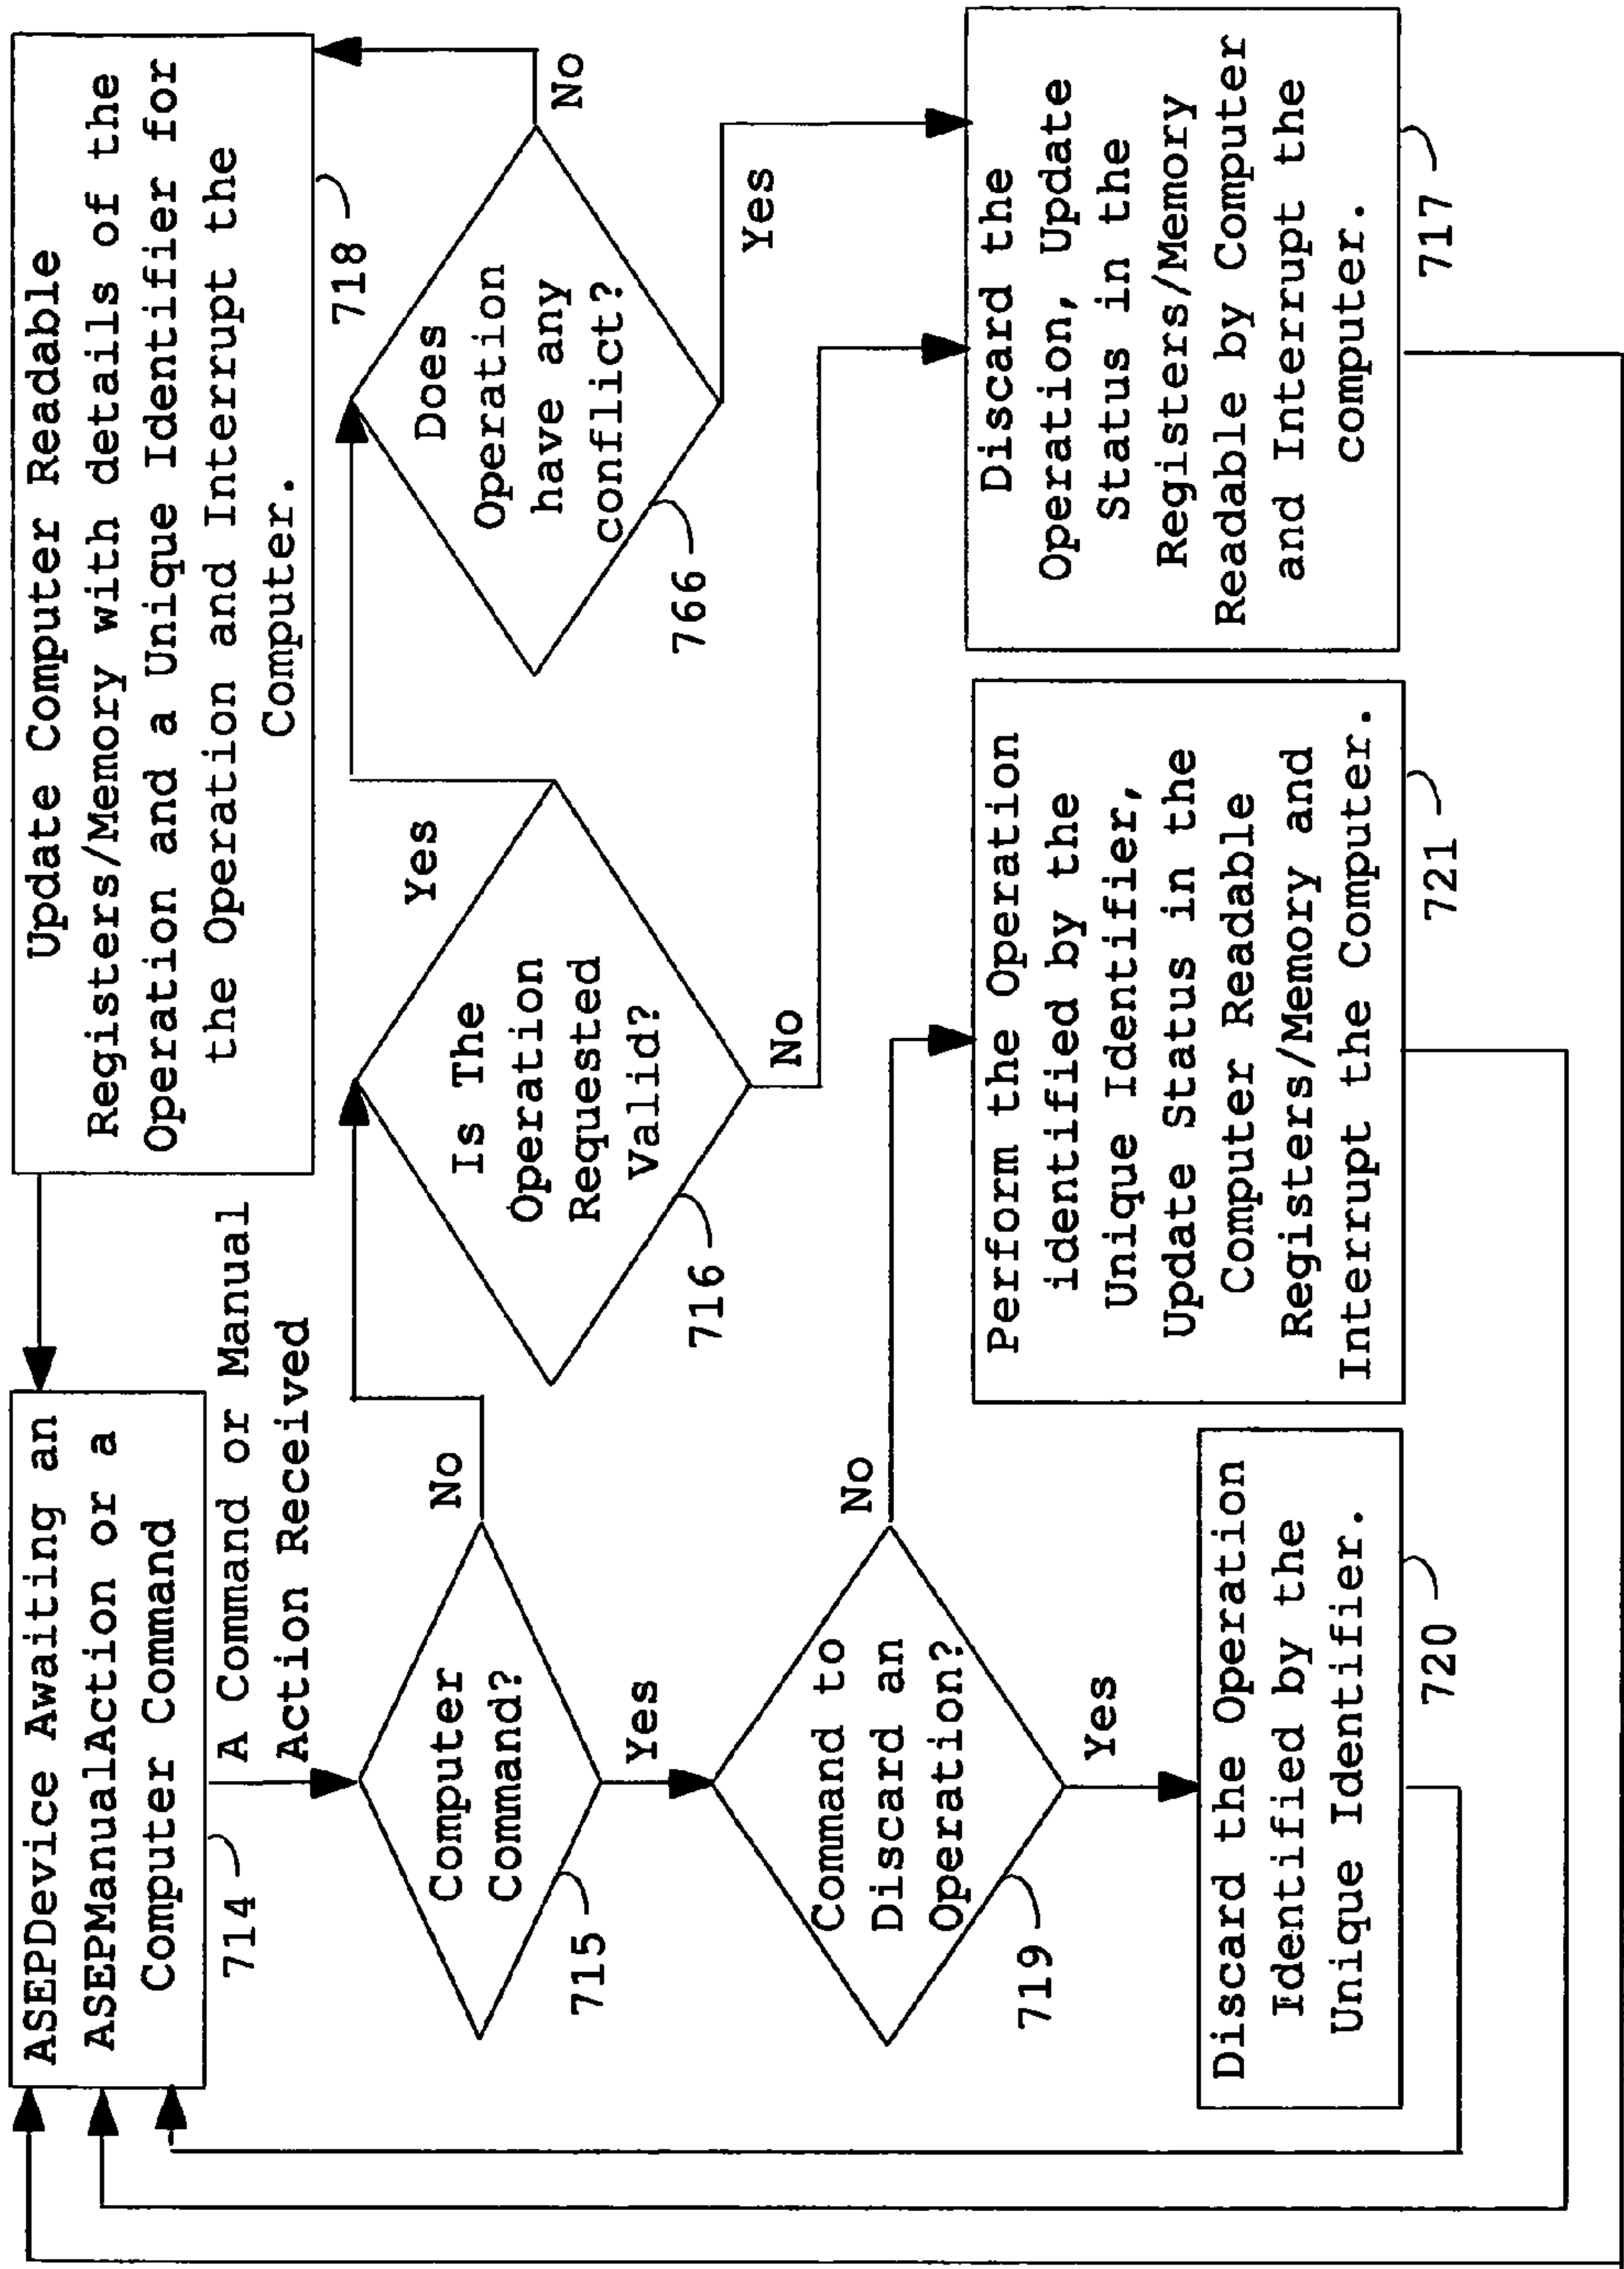 ASEPDevice Awaiting an
ASEPManualAction or a
Computer Command
714
A Command or Manual
Action Received
Update Computer Readable
Registers/Memory with details of the
Operation and a Unique Identifier for
the Operation and Interrupt the
Computer.
718
Computer
Command?
715
No
Yes
Is The
Operation
Requested
Valid?
716
Yes
No
Does
Operation
have any
conflict?
766
No
Yes
Command to
Discard an
Operation?
719
No
Yes
Discard the Operation
Identified by the
Unique Identifier.
720
Perform the Operation
identified by the
Unique Identifier,
Update Status in the
Computer Readable
Registers/Memory and
Interrupt the Computer.
721
Discard the
Operation, Update
Status in the
Registers/Memory
Readable by Computer
and Interrupt the
computer.
717